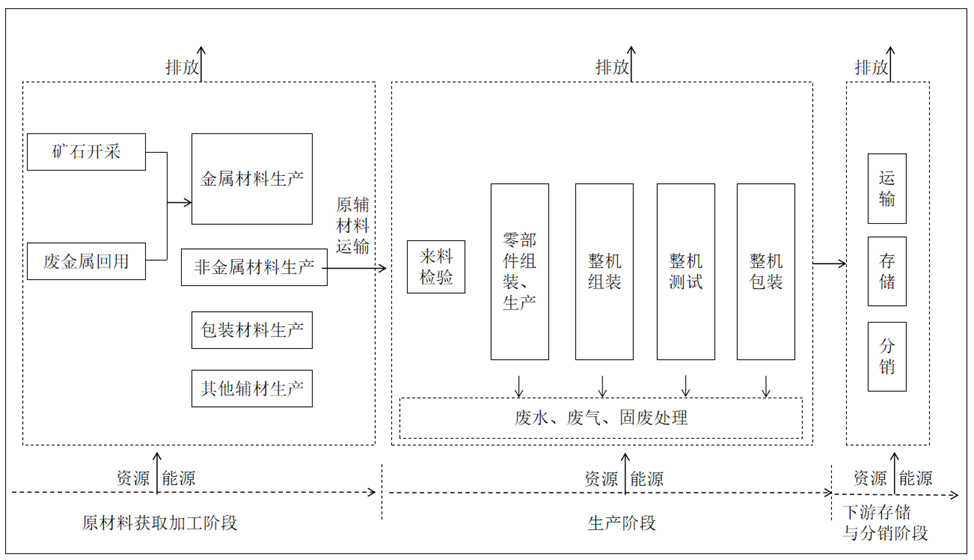 排放
排放
排放
矿石开采
废金属回用
金属材料生产
非金属材料生产
包装材料生产
其他辅材生产
原辅
材料
运输
来料
检验
零部
件组
装、
生产
整机
组装
整机
测试
整机
包装
废水、废气、固废处理
运
输
存
储
分
销
资源 能源
资源 能源
资源 能源
原材料获取加工阶段
生产阶段
下游存储
与分销阶段